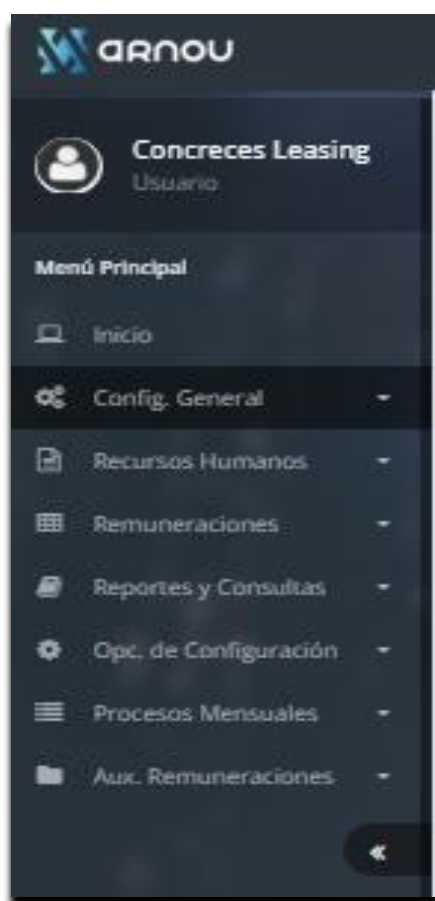 ARNOU
Concreces Leasing
Usuario
Menú Principal
Inicio
Config. General
Recursos Humanos
Remuneraciones
Reportes y Consultas
Opc. de Configuración
Procesos Mensuales
Aux. Remuneraciones